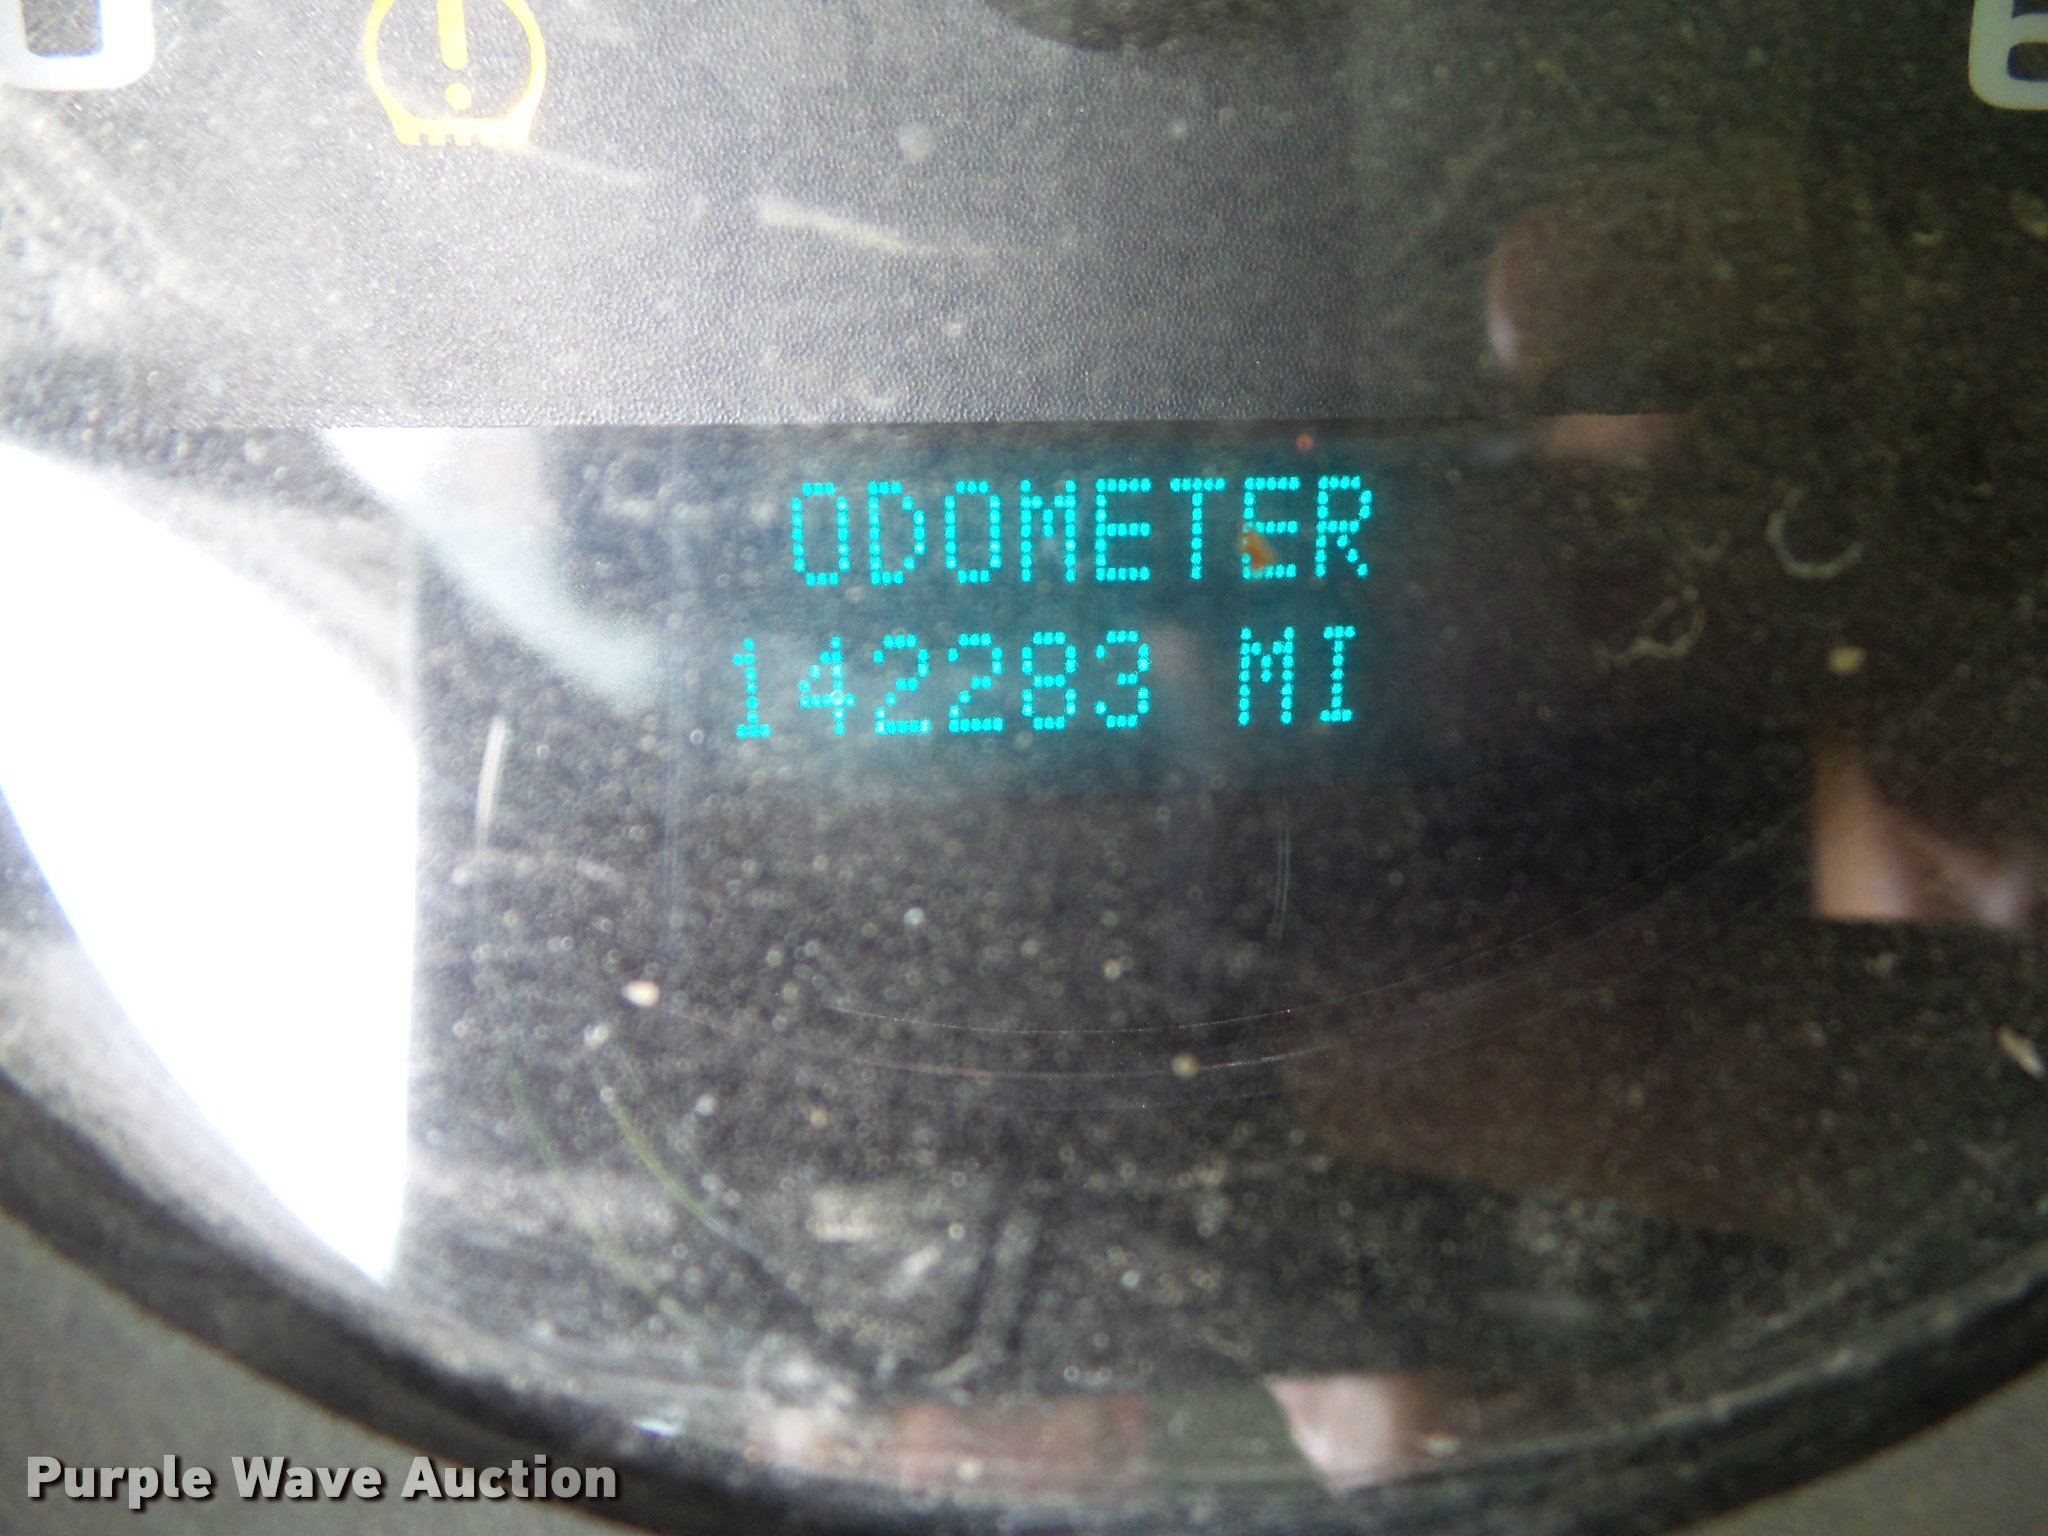 ODOMETER
142283 MI
Purple Wave Auction